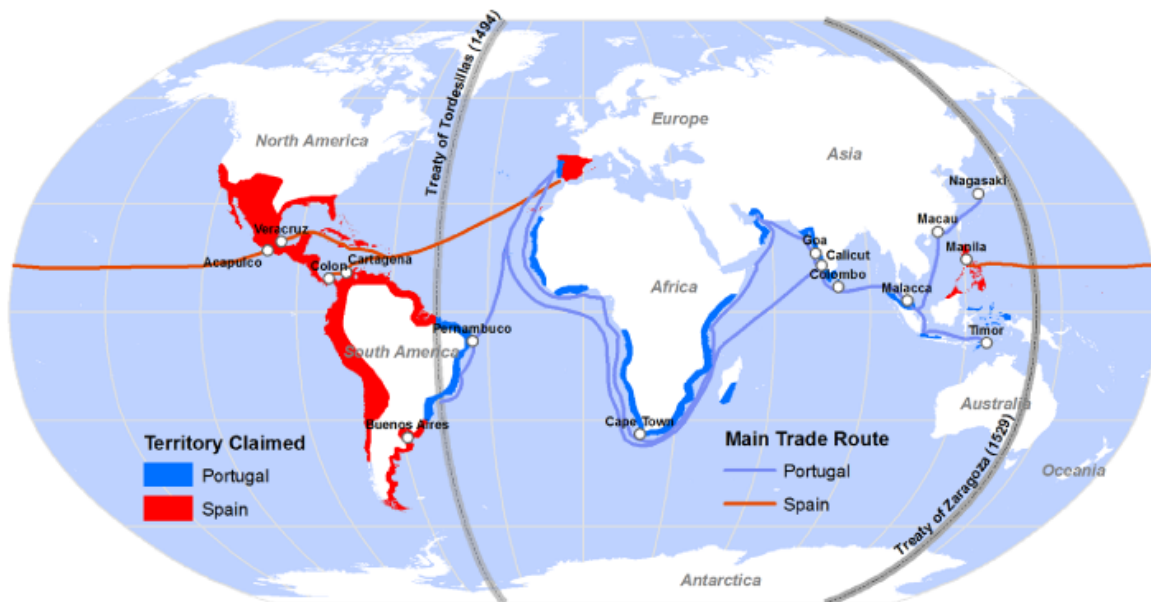 Treaty of Tordesillas (1494)
North America
Europe
Asia
Nagasaki
Macau
Veracruz
Acapulco
Colon
Cartagena
Goa
Calicut
Colombo
Manila
Malacca
Africa
Pernambuco
South America
Timor
Australia
Buenos Aires
Cape Town
Territory Claimed
Portugal
Spain
Main Trade Route
Portugal
Spain
Oceania
Treaty of Zaragoza (1529)
Antarctica